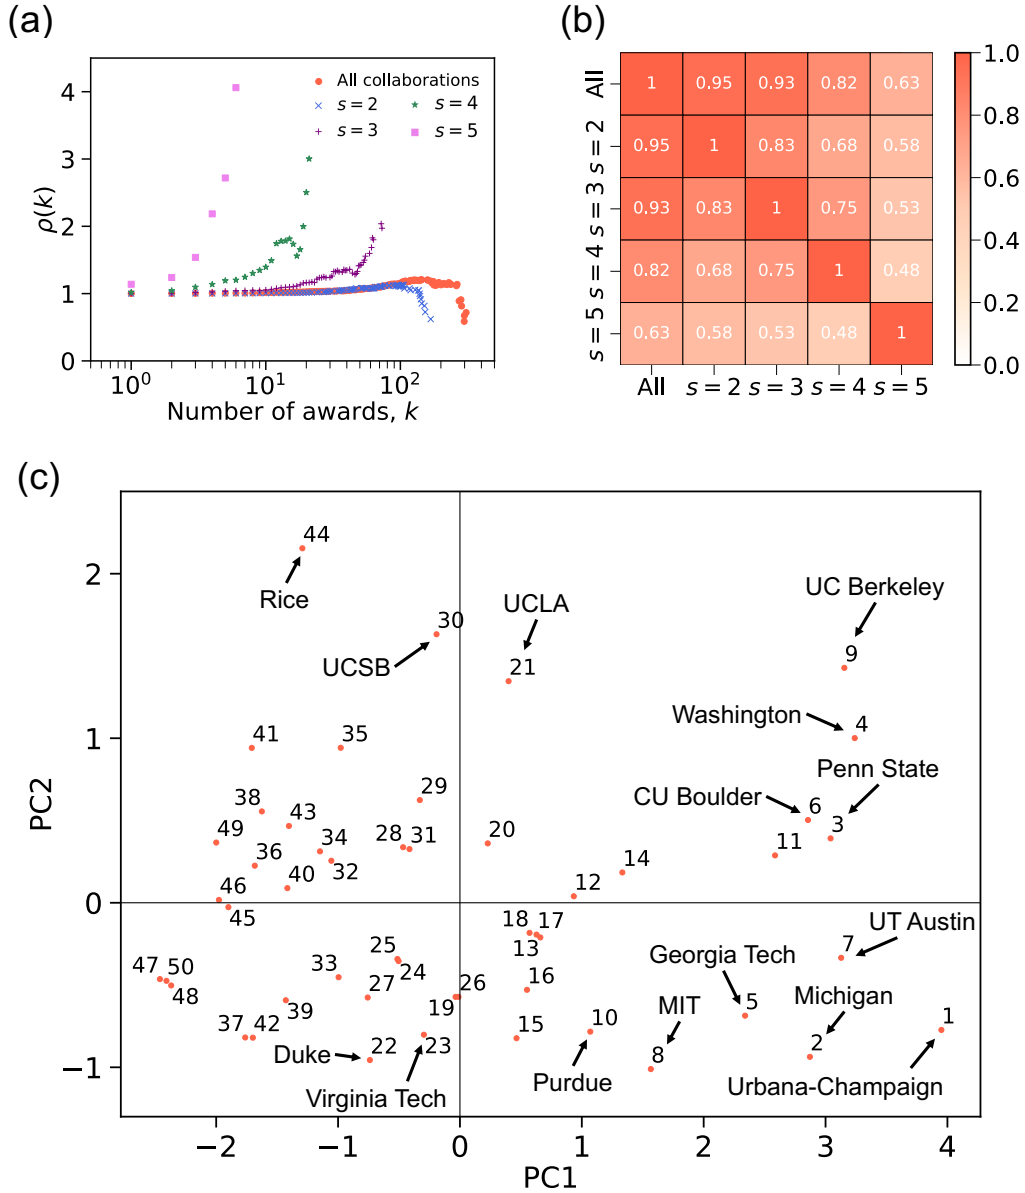 (a)
4
3
2
1
0
ρ(k)
All collaborations
s = 2
s = 3
s = 4
s = 5
10⁰
10¹
10²
Number of awards, k
(b)
All
s = 2
s = 3
s = 4
s = 5
1 0.95 0.93 0.82 0.63
0.95 1 0.83 0.68 0.58
0.93 0.83 1 0.75 0.53
0.82 0.68 0.75 1 0.48
0.63 0.58 0.53 0.48 1
All s = 2 s = 3 s = 4 s = 5
1.0
0.8
0.6
0.4
0.2
0.0
(c)
2
1
0
−1
PC2
44
Rice
30
UCSB
UCLA
21
UC Berkeley
9
Washington
4
Penn State
CU Boulder
6
3
11
41
35
29
38
43
49
34
28
31
20
36
32
14
40
12
46
45
18
17
13
UT Austin
7
25
24
Georgia Tech
47
50
48
33
27
26
16
Michigan
39
19
MIT
5
1
37
42
15
10
2
Duke
22
23
8
Virginia Tech
Purdue
Urbana-Champaign
−2
−1
0
1
2
3
4
PC1